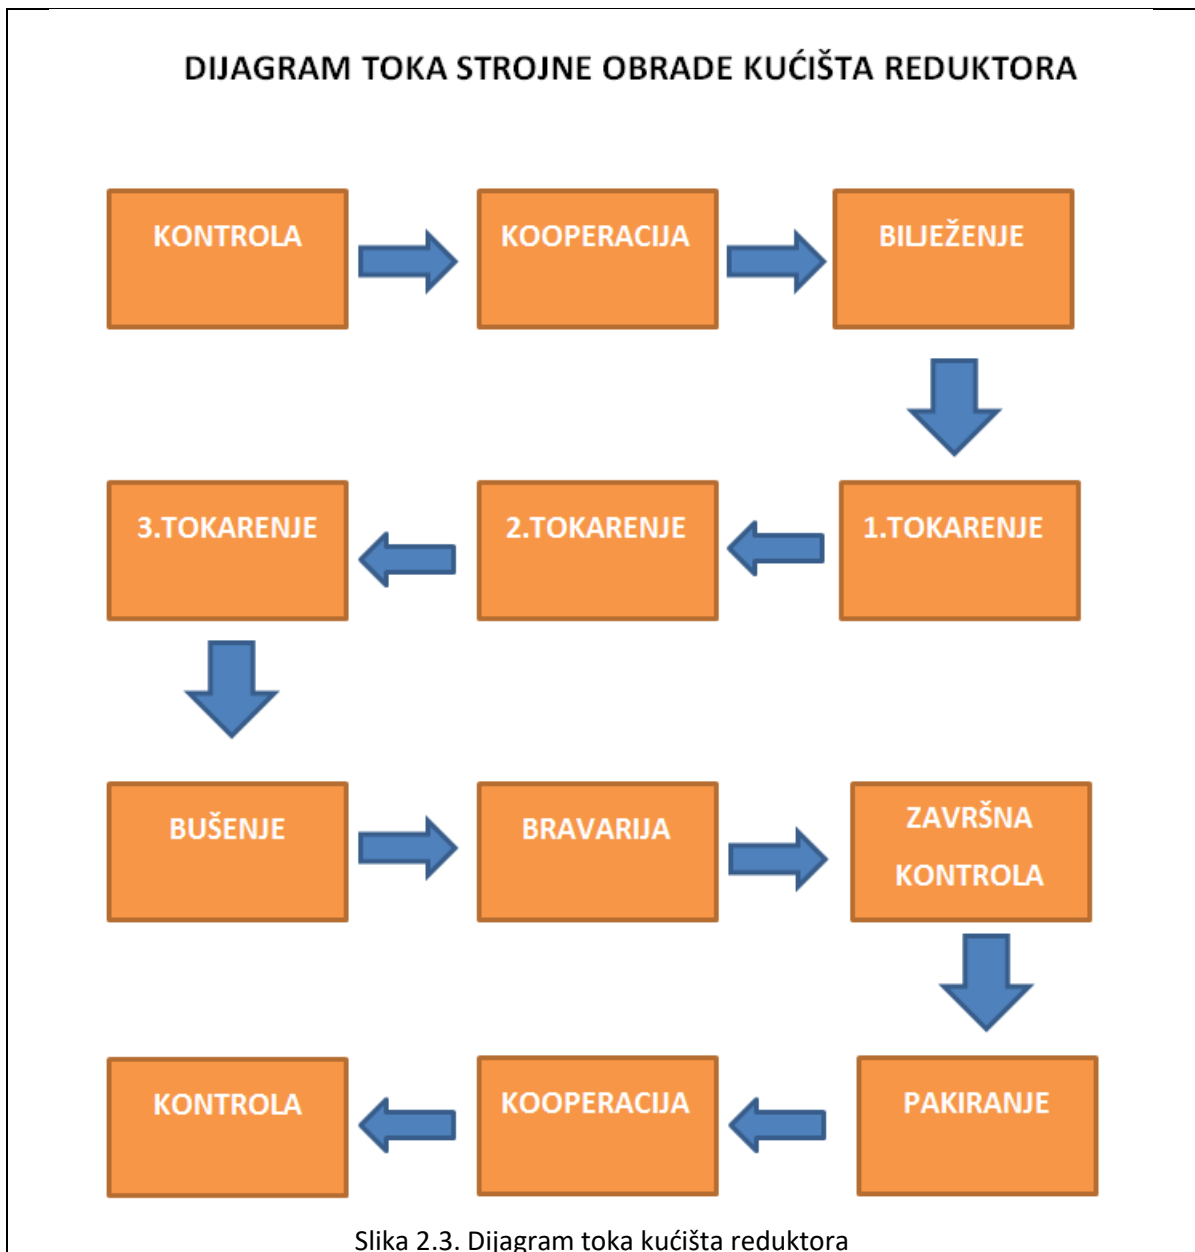 DIJAGRAM TOKA STROJNE OBRADE KUĆIŠTA REDUKTORA
KONTROLA
KOOPERACIJA
BILJEŽENJE
1.TOKARENJE
2.TOKARENJE
3.TOKARENJE
BUŠENJE
BRAVARIJA
ZAVRŠNA
KONTROLA
PAKIRANJE
KOOPERACIJA
KONTROLA
Slika 2.3. Dijagram toka kućišta reduktora